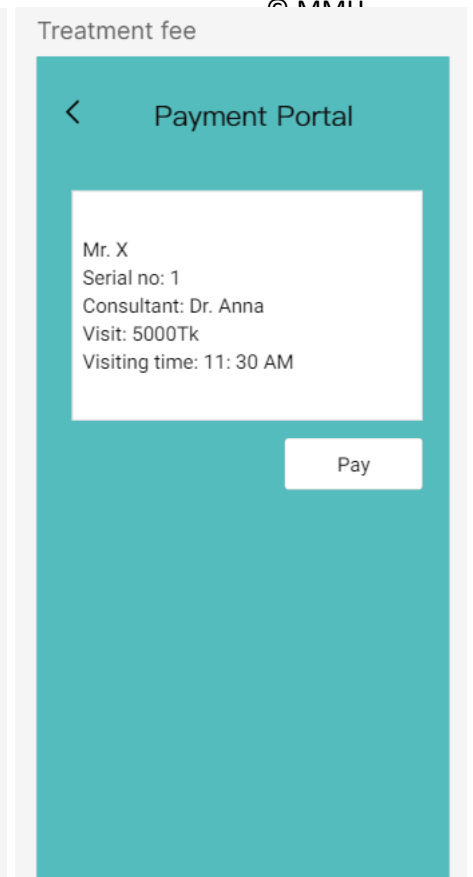 © MMU
Treatment fee
Payment Portal
Mr. X
Serial no: 1
Consultant: Dr. Anna
Visit: 5000Tk
Visiting time: 11: 30 AM
Pay